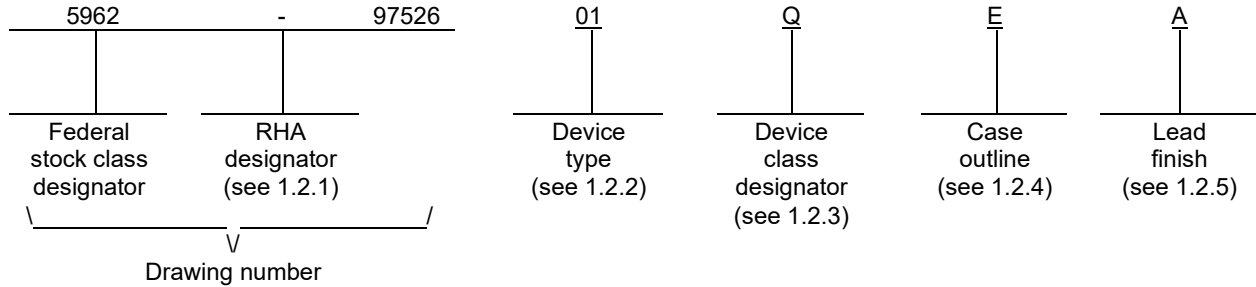 5962 - 97526 01 Q E A
Federal RHA Device Device Case Lead
stock class designator type class outline finish
designator (see 1.2.1) (see 1.2.2) designator (see 1.2.4) (see 1.2.5)
(see 1.2.3)
\ /
\/
Drawing number